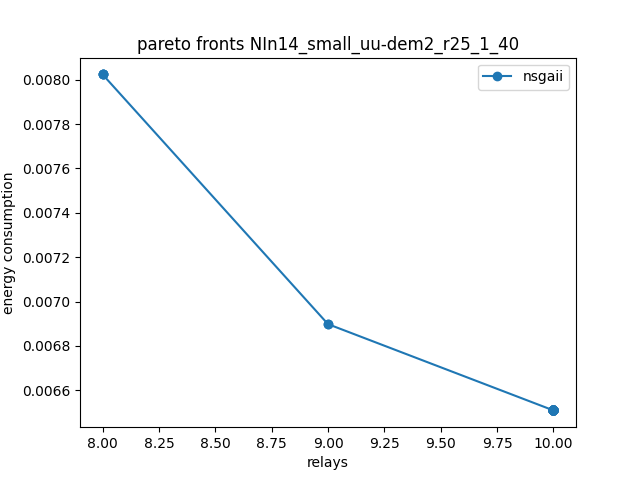 pareto fronts NIn14_small_uu-dem2_r25_1_40
nsgaii
energy consumption
0.0080
0.0078
0.0076
0.0074
0.0072
0.0070
0.0068
0.0066
8.00 8.25 8.50 8.75 9.00 9.25 9.50 9.75 10.00
relays